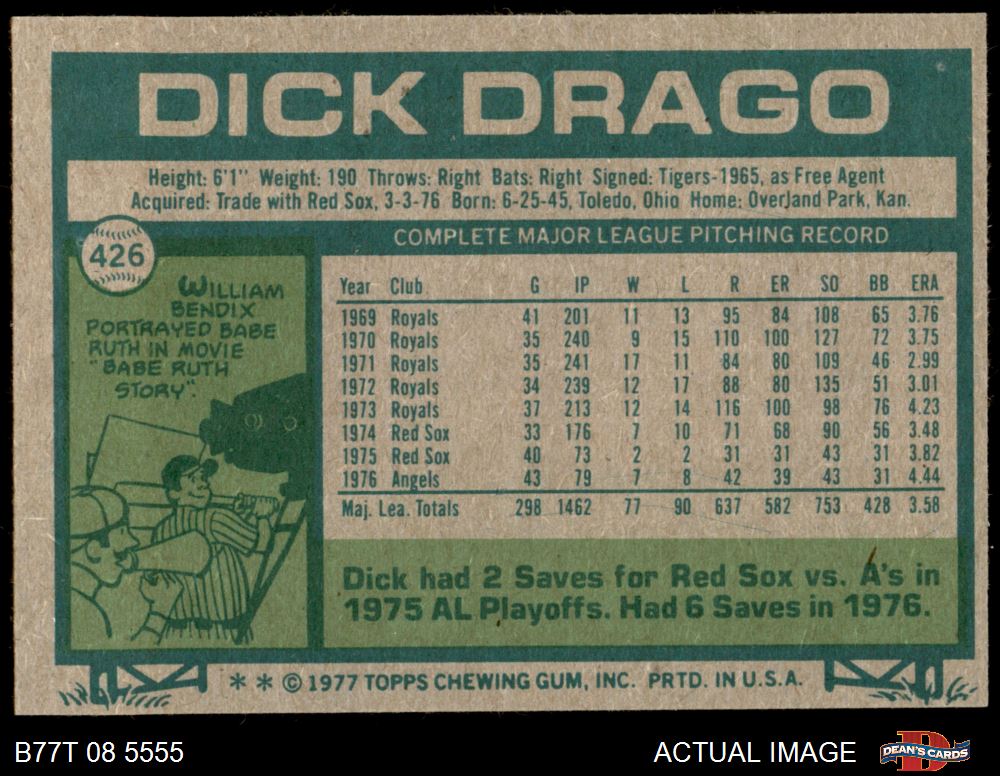 DICK DRAGO
Height: 6'1" Weight: 190 Throws: Right Bats: Right Signed: Tigers-1965, as Free Agent
Acquired: Trade with Red Sox, 3-3-76 Born: 6-25-45, Toledo, Ohio Home: Overland Park, Kan.
426
WILLIAM
BENDIX
PORTRAYED BABE
RUTH IN MOVIE
"BABE RUTH
STORY".
COMPLETE MAJOR LEAGUE PITCHING RECORD
Year Club G IP W L R ER SO BB ERA
1969 Royals 41 201 11 13 95 84 108 65 3.76
1970 Royals 35 240 9 15 110 100 127 72 3.75
1971 Royals 35 241 17 11 84 80 109 46 2.99
1972 Royals 34 239 12 17 88 80 135 51 3.01
1973 Royals 37 213 12 14 116 100 98 76 4.23
1974 Red Sox 33 176 7 10 71 68 90 56 3.48
1975 Red Sox 40 73 2 2 31 31 43 31 3.82
1976 Angels 43 79 7 8 42 39 43 31 4.44
Maj. Lea. Totals 298 1462 77 90 637 582 753 428 3.58
Dick had 2 Saves for Red Sox vs. A's in
1975 AL Playoffs. Had 6 Saves in 1976.
** © 1977 TOPPS CHEWING GUM, INC. PRTD. IN U.S.A.
B77T 08 5555
ACTUAL IMAGE
D
DEAN'S CARDS